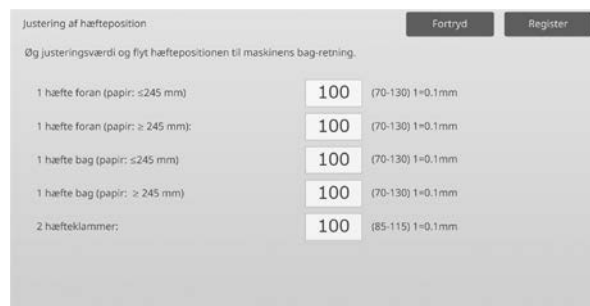 Justering af hæfteposition Fortryd Register
Øg justeringsværdi og flyt hæftepositionen til maskinens bag-retning.
1 hæfte foran (papir: ≤245 mm) 100 (70-130) 1=0.1mm
1 hæfte foran (papir: ≥ 245 mm): 100 (70-130) 1=0.1mm
1 hæfte bag (papir: ≤245 mm) 100 (70-130) 1=0.1mm
1 hæfte bag (papir: ≥ 245 mm) 100 (70-130) 1=0.1mm
2 hæfteklammer: 100 (85-115) 1=0.1mm